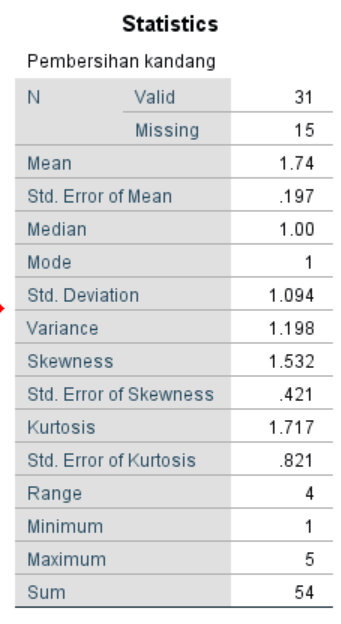 Statistics
Pembersihan kandang
N Valid 31
Missing 15
Mean 1.74
Std. Error of Mean .197
Median 1.00
Mode 1
Std. Deviation 1.094
Variance 1.198
Skewness 1.532
Std. Error of Skewness .421
Kurtosis 1.717
Std. Error of Kurtosis .821
Range 4
Minimum 1
Maximum 5
Sum 54